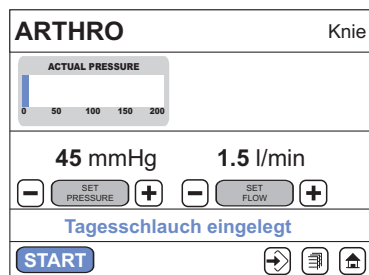 ARTHRO Knie
ACTUAL PRESSURE
0 50 100 150 200
45 mmHg 1.5 l/min
− SET PRESSURE + − SET FLOW +
Tagesschlauch eingelegt
START